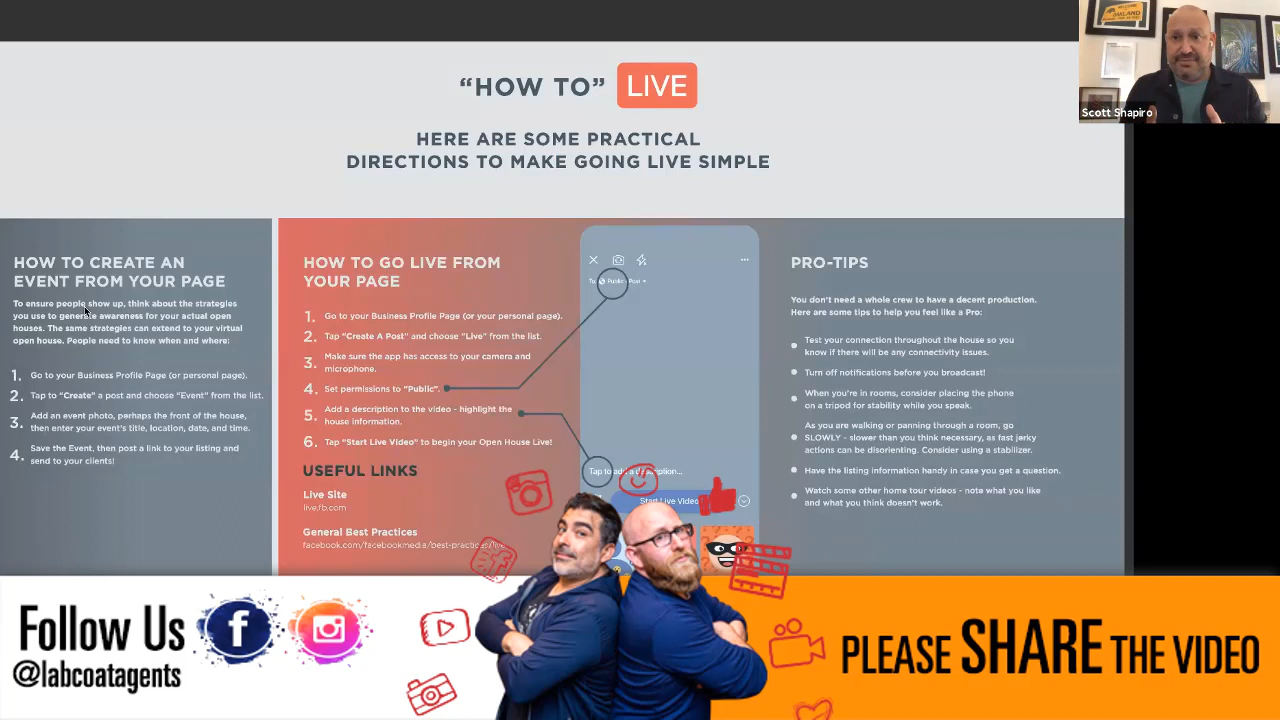 "HOW TO" LIVE
HERE ARE SOME PRACTICAL
DIRECTIONS TO MAKE GOING LIVE SIMPLE
Scott Shapiro
HOW TO CREATE AN
EVENT FROM YOUR PAGE
To ensure people show up, think about the strategies
you use to generate awareness for your actual open
houses. The same strategies can extend to your virtual
open house. People need to know when and where:
1. Go to your Business Profile Page (or personal page).
2. Tap to "Create" a post and choose "Event" from the list.
3. Add an event photo, perhaps the front of the house,
then enter your event's title, location, date, and time.
4. Save the Event, then post a link to your listing and
send to your clients!
HOW TO GO LIVE FROM
YOUR PAGE
1. Go to your Business Profile Page (or your personal page).
2. Tap "Create A Post" and choose "Live" from the list.
3. Make sure the app has access to your camera and
microphone.
4. Set permissions to "Public".
5. Add a description to the video - highlight the
house information.
6. Tap "Start Live Video" to begin your Open House Live!
USEFUL LINKS
Live Site
live.fb.com
General Best Practices
facebook.com/facebookmedia/best-practices/live
To: Public · Post
Tap to add a description...
Start Live Video
PRO-TIPS
You don't need a whole crew to have a decent production.
Here are some tips to help you feel like a Pro:
Test your connection throughout the house so you
know if there will be any connectivity issues.
Turn off notifications before you broadcast!
When you're in rooms, consider placing the phone
on a tripod for stability while you speak.
As you are walking or panning through a room, go
SLOWLY - slower than you think necessary, as fast jerky
actions can be disorienting. Consider using a stabilizer.
Have the listing information handy in case you get a question.
Watch some other home tour videos - note what you like
and what you think doesn't work.
Follow Us
@labcoatagents
PLEASE SHARE THE VIDEO